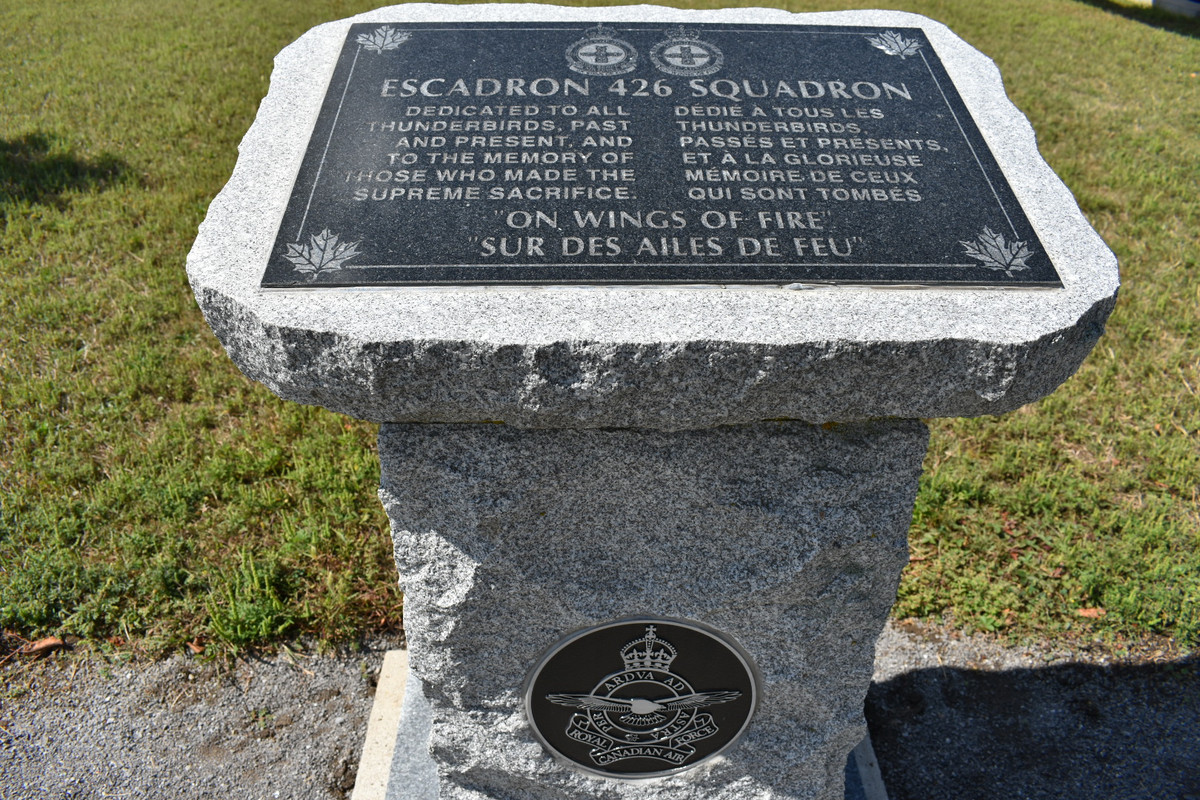 ESCADRON 426 SQUADRON
DEDICATED TO ALL
THUNDERBIRDS, PAST
AND PRESENT, AND
TO THE MEMORY OF
THOSE WHO MADE THE
SUPREME SACRIFICE.
DÉDIÉ À TOUS LES
THUNDERBIRDS,
PASSÉS ET PRÉSENTS,
ET À LA GLORIEUSE
MÉMOIRE DE CEUX
QUI SONT TOMBÉS
"ON WINGS OF FIRE"
"SUR DES AILES DE FEU"
PER ARDVA AD ASTRA
ROYAL CANADIAN AIR FORCE